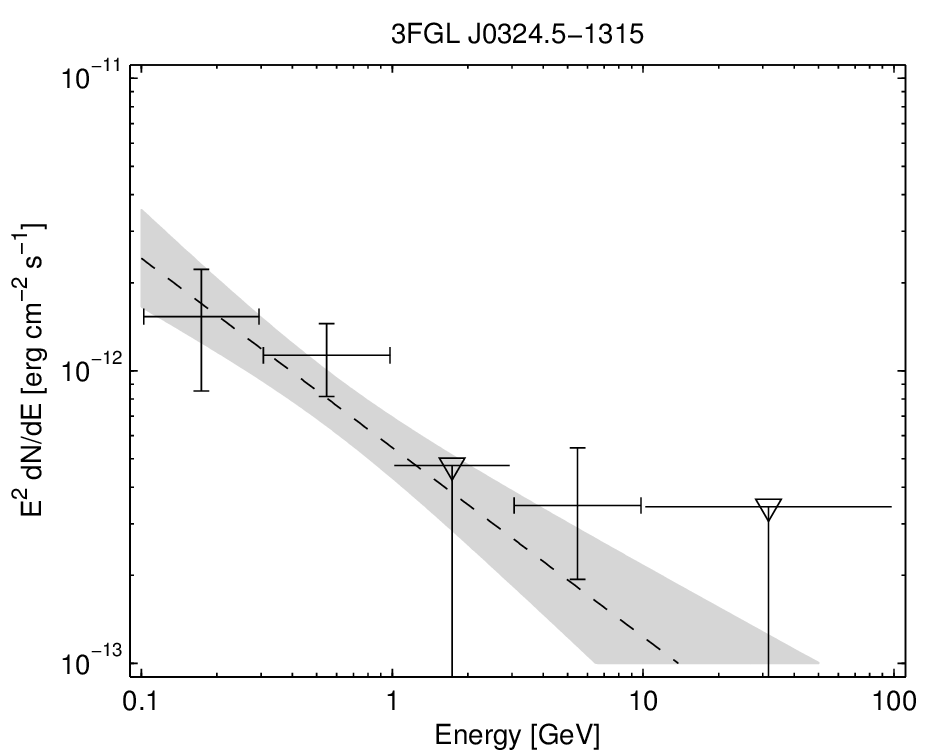 3FGL J0324.5−1315
10⁻¹¹
10⁻¹²
10⁻¹³
E² dN/dE [erg cm⁻² s⁻¹]
0.1 1 10 100
Energy [GeV]